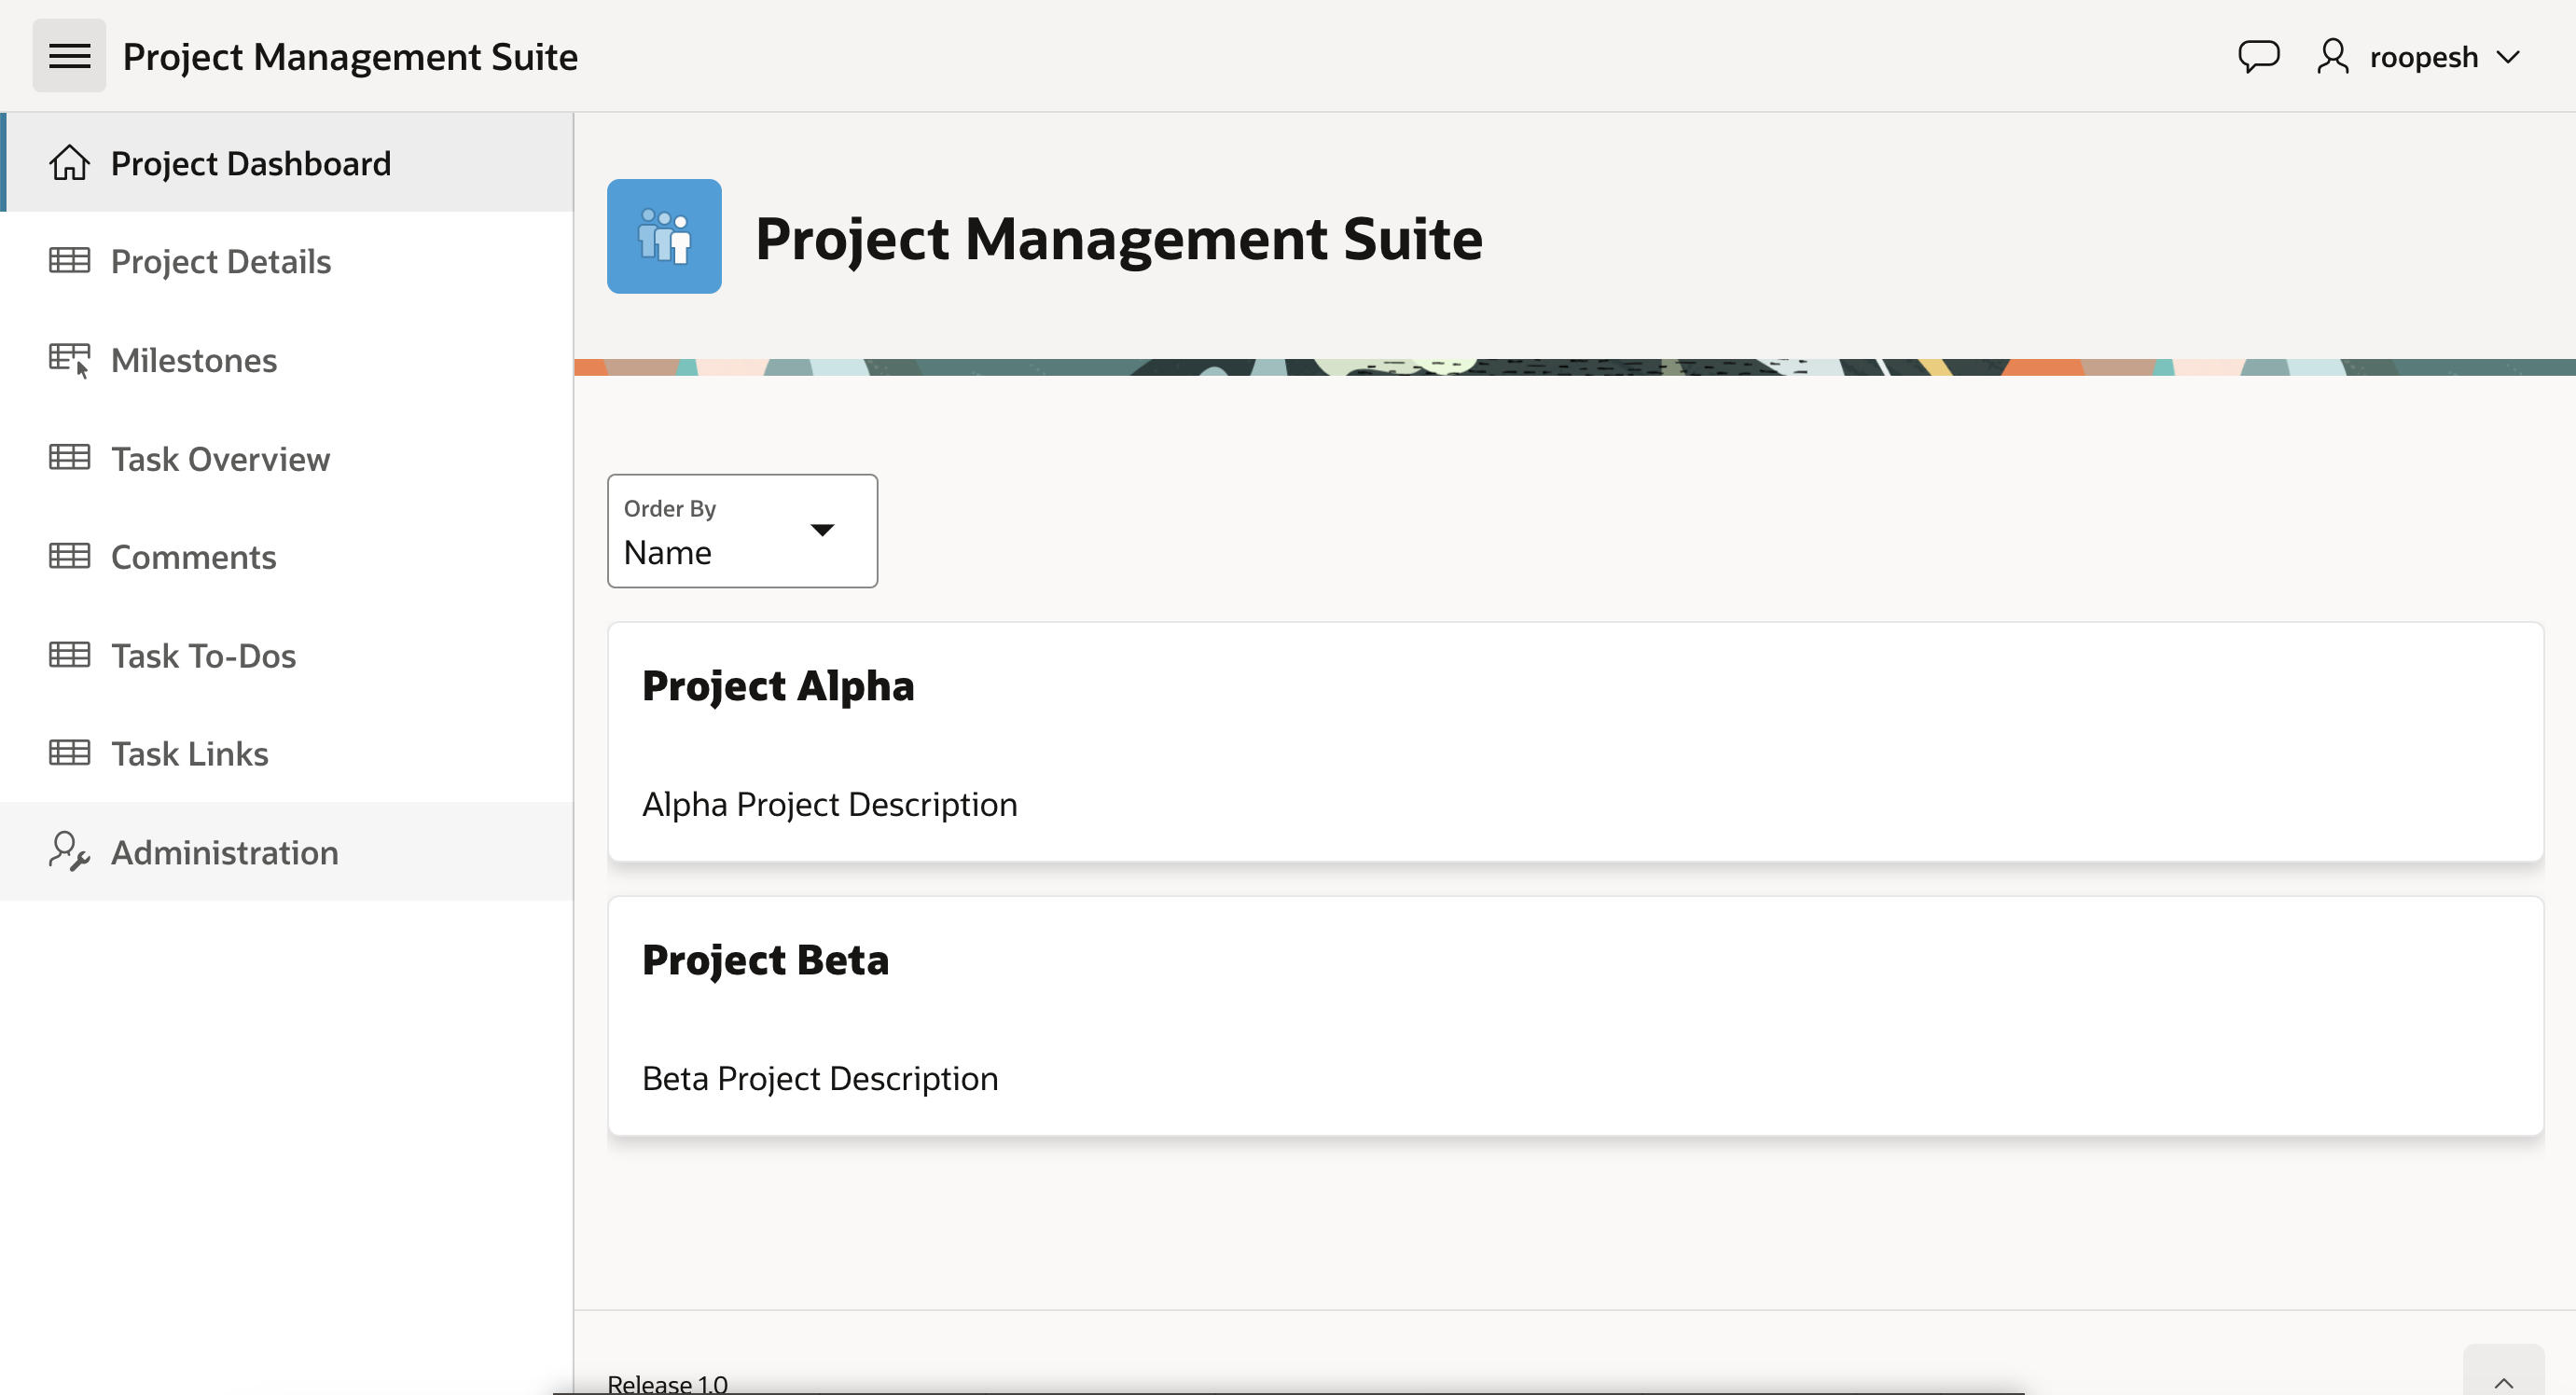 Project Management Suite
roopesh
Project Dashboard
Project Details
Milestones
Task Overview
Comments
Task To-Dos
Task Links
Administration
Project Management Suite
Order By
Name
Project Alpha
Alpha Project Description
Project Beta
Beta Project Description
Release 1.0